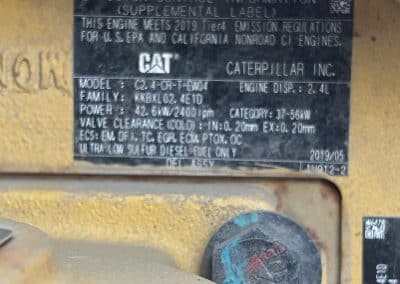 (SUPPLEMENTAL LABEL)
THIS ENGINE MEETS 2019 Tier4 EMISSION REGULATIONS
FOR U.S.EPA AND CALIFORNIA NONROAD CI ENGINES.
CAT CATERPILLAR INC.
MODEL : C2.4-CR-T-EW04 ENGINE DISP.: 2.4L
FAMILY: KKBXL02.4E1D
POWER : 42.6kW/2400rpm CATEGORY: 37-56kW
VALVE CLEARANCE (COLD): IN:0.20mm EX:0.20mm
ECS: EM, DFI, TC, EGR, ECM, PTOX, OC
ULTRA LOW SULFUR DIESEL FUEL ONLY
2019/05